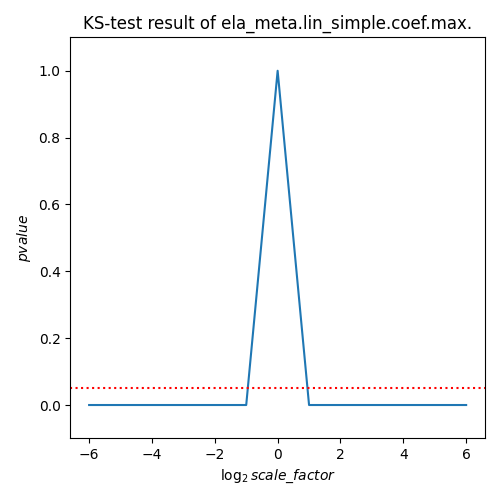 KS-test result of ela_meta.lin_simple.coef.max.
1.0
0.8
0.6
0.4
0.2
0.0
pvalue
−6 −4 −2 0 2 4 6
log₂ scale_factor